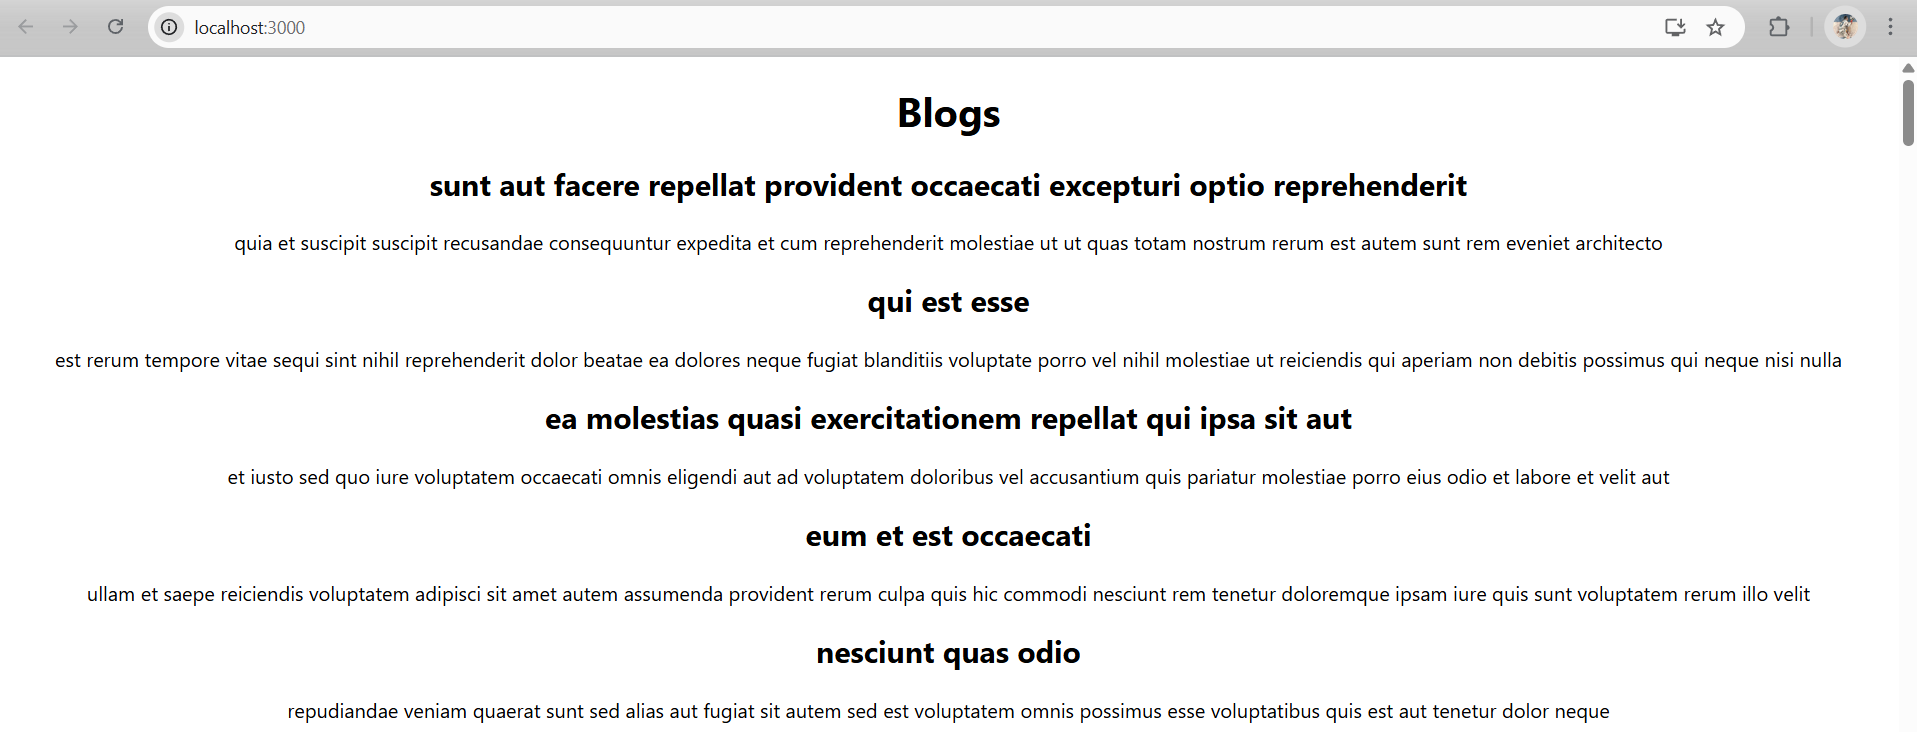 localhost:3000
Blogs
sunt aut facere repellat provident occaecati excepturi optio reprehenderit
quia et suscipit suscipit recusandae consequuntur expedita et cum reprehenderit molestiae ut ut quas totam nostrum rerum est autem sunt rem eveniet architecto
qui est esse
est rerum tempore vitae sequi sint nihil reprehenderit dolor beatae ea dolores neque fugiat blanditiis voluptate porro vel nihil molestiae ut reiciendis qui aperiam non debitis possimus qui neque nisi nulla
ea molestias quasi exercitationem repellat qui ipsa sit aut
et iusto sed quo iure voluptatem occaecati omnis eligendi aut ad voluptatem doloribus vel accusantium quis pariatur molestiae porro eius odio et labore et velit aut
eum et est occaecati
ullam et saepe reiciendis voluptatem adipisci sit amet autem assumenda provident rerum culpa quis hic commodi nesciunt rem tenetur doloremque ipsam iure quis sunt voluptatem rerum illo velit
nesciunt quas odio
repudiandae veniam quaerat sunt sed alias aut fugiat sit autem sed est voluptatem omnis possimus esse voluptatibus quis est aut tenetur dolor neque